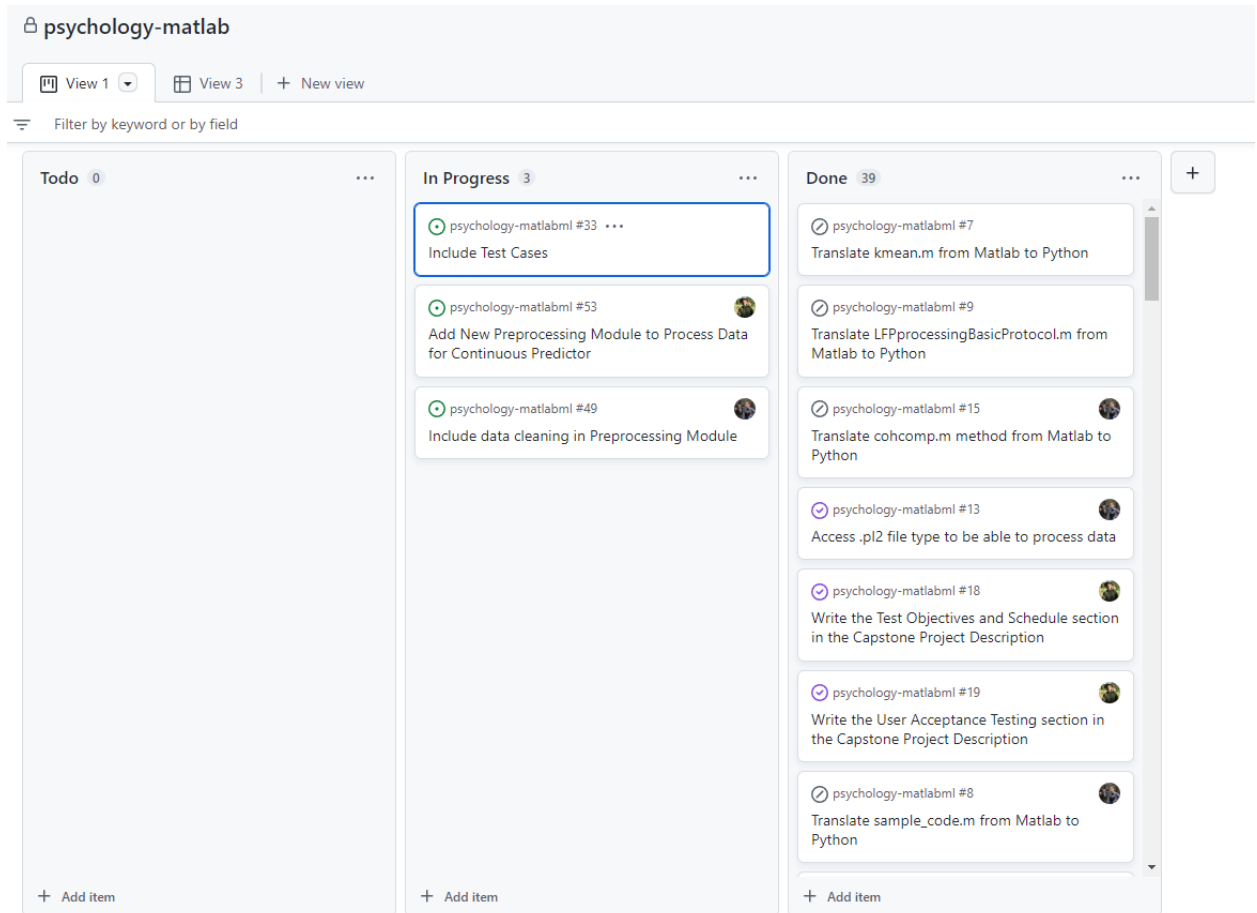 psychology-matlab
View 1
View 3
New view
Filter by keyword or by field
Todo 0
Add item
In Progress 3
psychology-matlabml #33
Include Test Cases
psychology-matlabml #53
Add New Preprocessing Module to Process Data
for Continuous Predictor
psychology-matlabml #49
Include data cleaning in Preprocessing Module
Add item
Done 39
psychology-matlabml #7
Translate kmean.m from Matlab to Python
psychology-matlabml #9
Translate LFPprocessingBasicProtocol.m from
Matlab to Python
psychology-matlabml #15
Translate cohcomp.m method from Matlab to
Python
psychology-matlabml #13
Access .pl2 file type to be able to process data
psychology-matlabml #18
Write the Test Objectives and Schedule section
in the Capstone Project Description
psychology-matlabml #19
Write the User Acceptance Testing section in
the Capstone Project Description
psychology-matlabml #8
Translate sample_code.m from Matlab to
Python
Add item